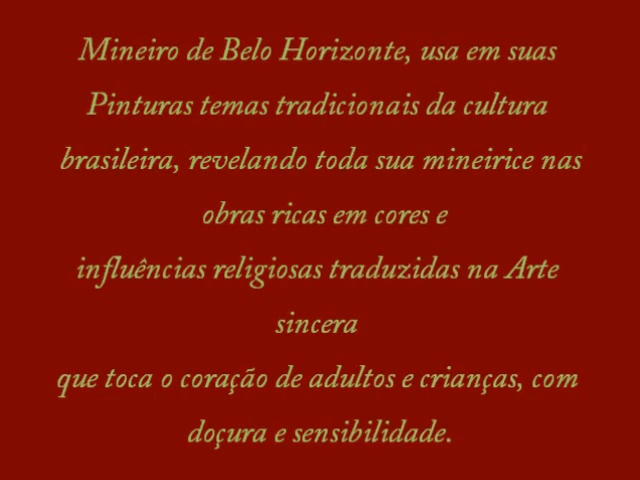 Mineiro de Belo Horizonte, usa em suas
Pinturas temas tradicionais da cultura
brasileira, revelando toda sua mineirice nas
obras ricas em cores e
influências religiosas traduzidas na Arte
sincera
que toca o coração de adultos e crianças, com
doçura e sensibilidade.